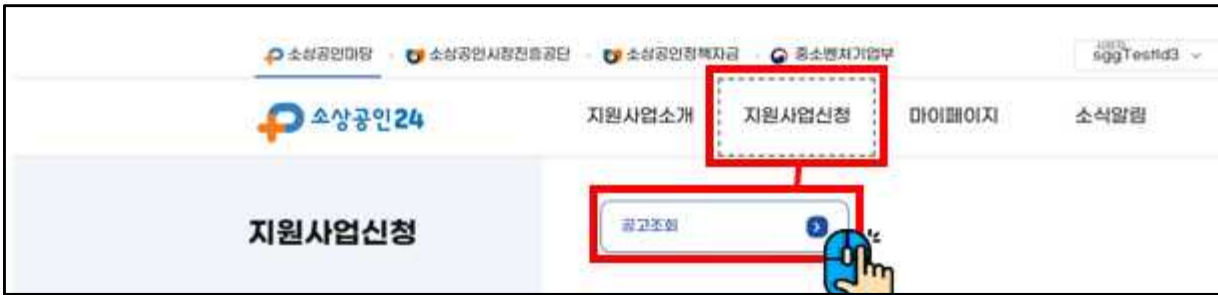 소상공인마당 소상공인시장진흥공단 소상공인정책자금 중소벤처기업부 sggTestId3
소상공인24 지원사업소개 지원사업신청 마이페이지 소식알림
지원사업신청 공고조회